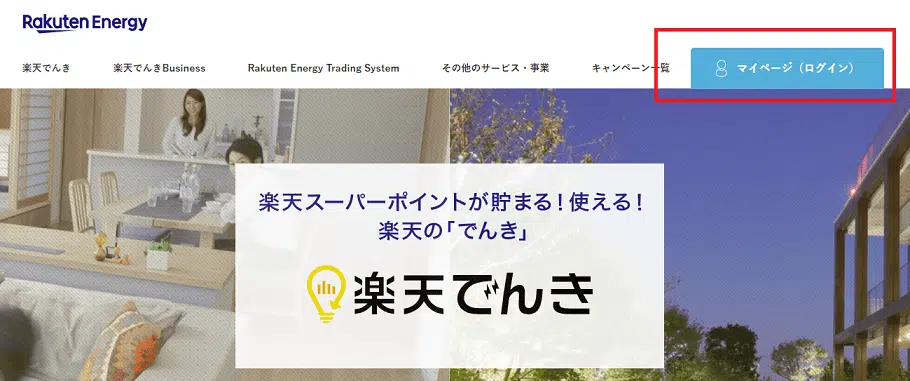 Rakuten Energy
楽天でんき
楽天でんきBusiness
Rakuten Energy Trading System
その他のサービス・事業
キャンペーン一覧
マイページ（ログイン）
楽天スーパーポイントが貯まる！使える！
楽天の「でんき」
楽天でんき